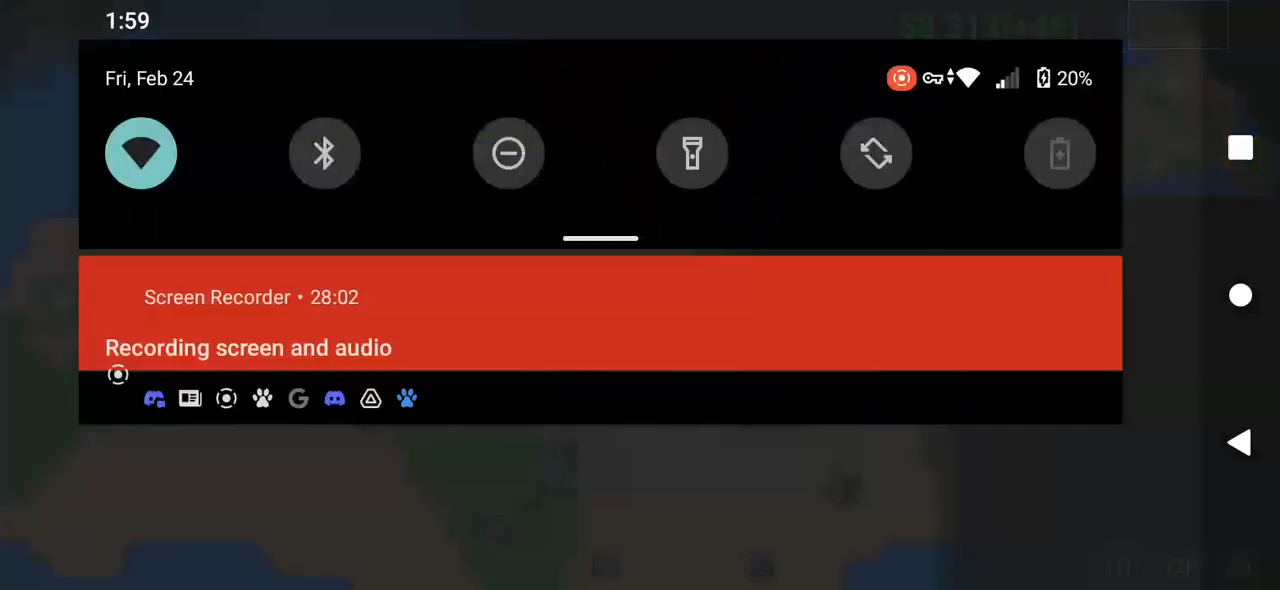 1:59
Fri, Feb 24
20%
Screen Recorder • 28:02
Recording screen and audio